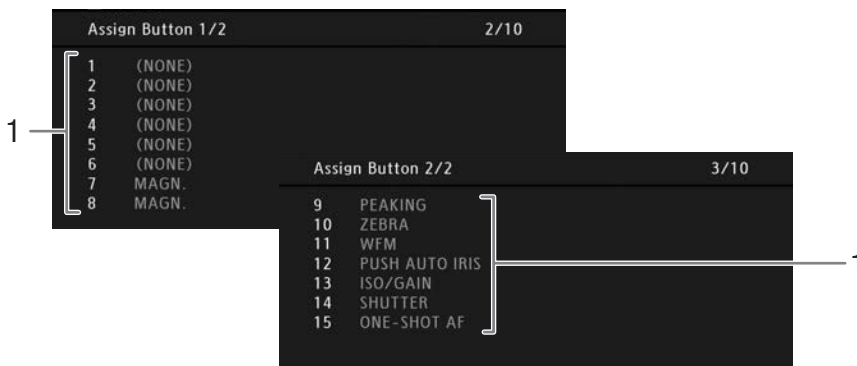 Assign Button 1/2 2/10
1 (NONE)
2 (NONE)
3 (NONE)
4 (NONE)
5 (NONE)
6 (NONE)
7 MAGN.
8 MAGN.
1
Assign Button 2/2 3/10
9 PEAKING
10 ZEBRA
11 WFM
12 PUSH AUTO IRIS
13 ISO/GAIN
14 SHUTTER
15 ONE-SHOT AF
1